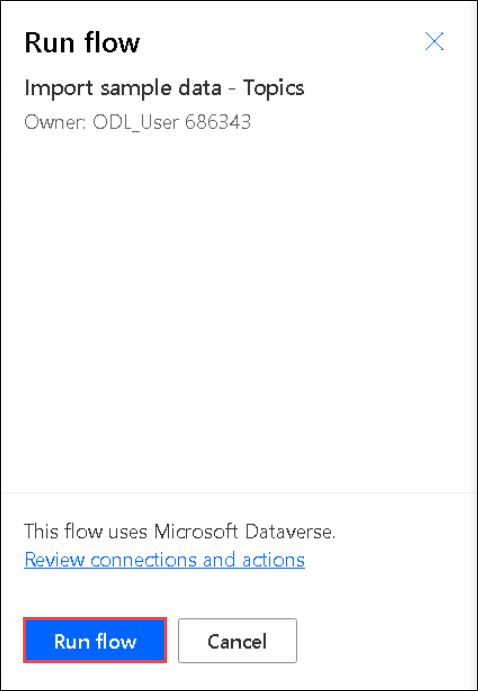 Run flow
Import sample data - Topics
Owner: ODL_User 686343
This flow uses Microsoft Dataverse.
Review connections and actions
Run flow
Cancel